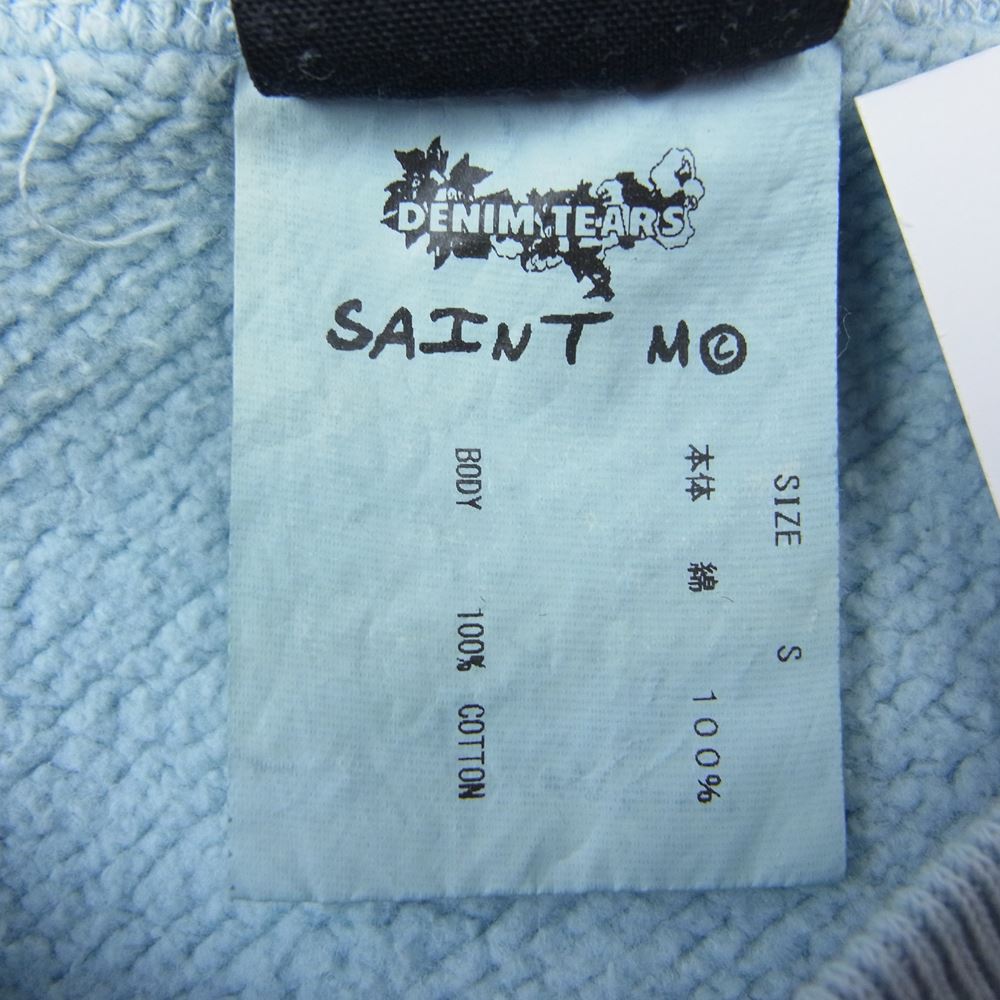 DENIM TEARS
SAINT M©
SIZE S
本体 綿 100%
BODY 100% COTTON